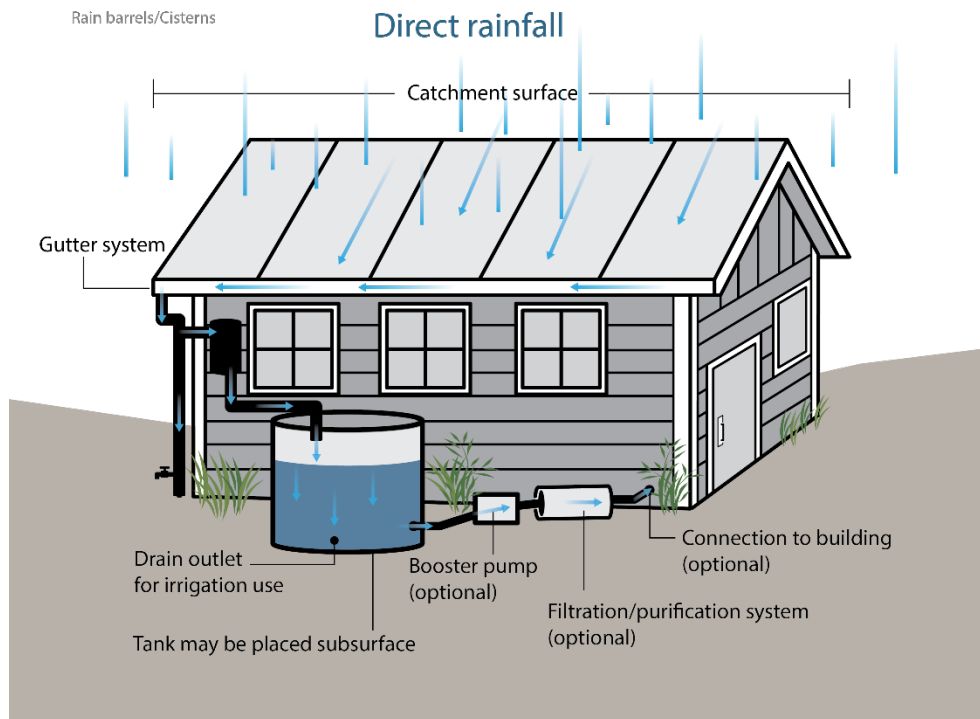 Rain barrels/Cisterns
Direct rainfall
Catchment surface
Gutter system
Drain outlet
for irrigation use
Tank may be placed subsurface
Booster pump
(optional)
Filtration/purification system
(optional)
Connection to building
(optional)